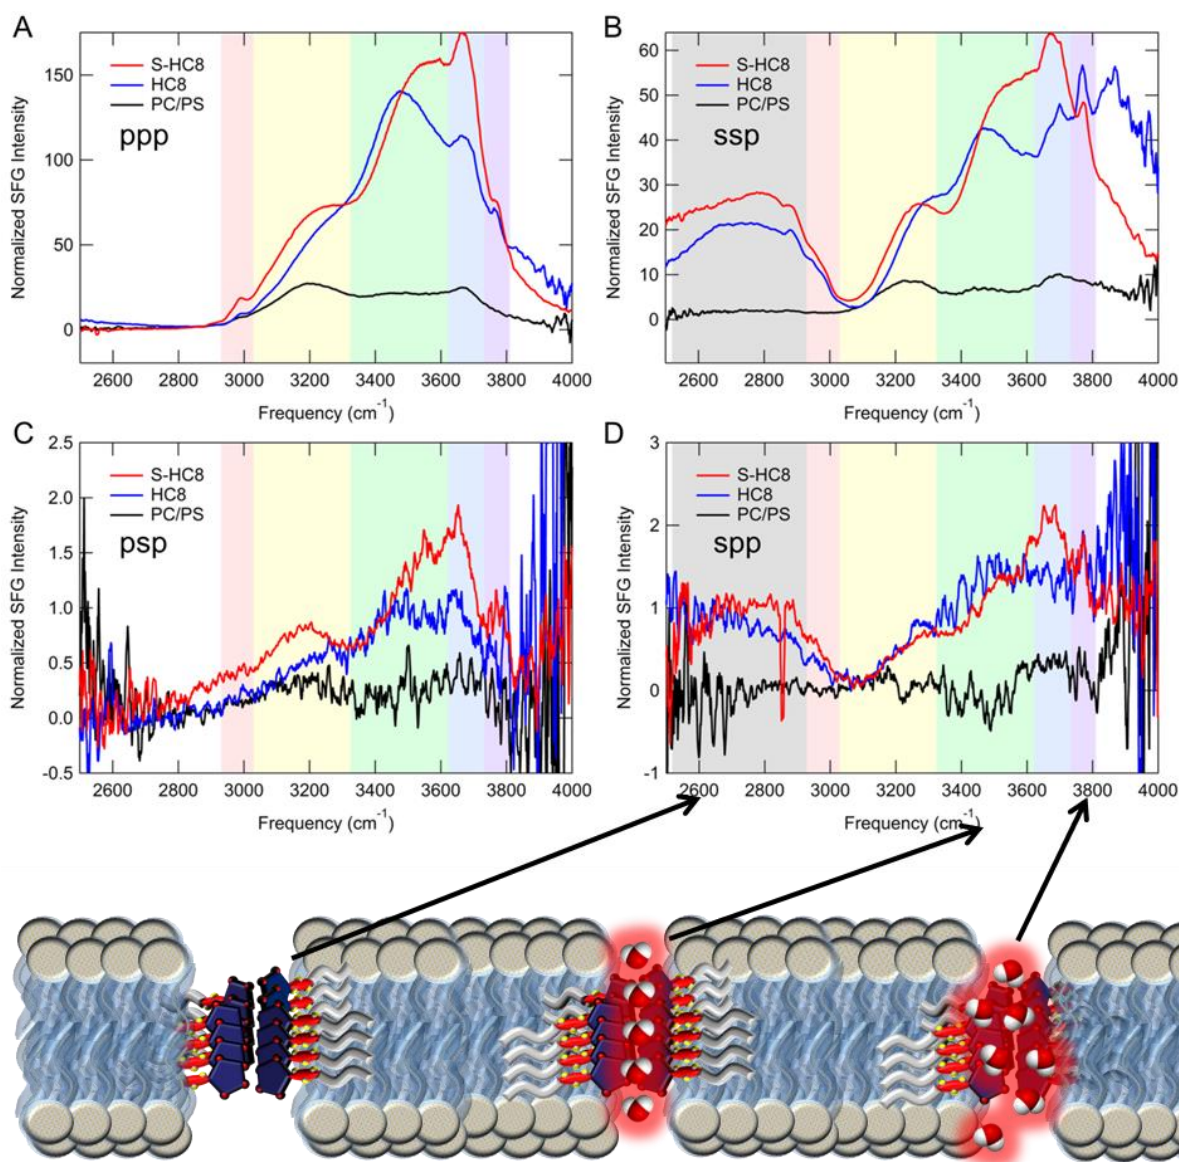 A
B
Normalized SFG Intensity
150
100
50
0
S-HC8
HC8
PC/PS
ppp
2600 2800 3000 3200 3400 3600 3800 4000
Frequency (cm-1)
Normalized SFG Intensity
60
50
40
30
20
10
0
S-HC8
HC8
PC/PS
ssp
2600 2800 3000 3200 3400 3600 3800 4000
Frequency (cm-1)
C
D
Normalized SFG Intensity
2.5
2.0
1.5
1.0
0.5
0.0
-0.5
S-HC8
HC8
PC/PS
psp
2600 2800 3000 3200 3400 3600 3800 4000
Frequency (cm-1)
Normalized SFG Intensity
3
2
1
0
-1
S-HC8
HC8
PC/PS
spp
2600 2800 3000 3200 3400 3600 3800 4000
Frequency (cm-1)